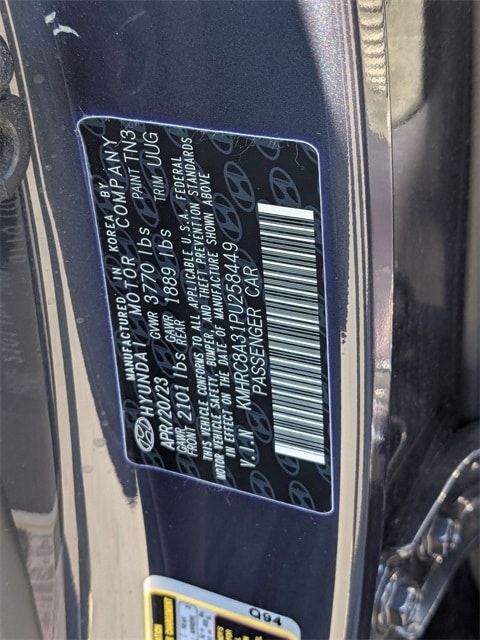 MANUFACTURED IN KOREA BY
HYUNDAI MOTOR COMPANY
APR/20/23 GVWR 3770 lbs PAINT TN3
GAWR FRONT 2101 lbs GAWR REAR 1889 lbs TRIM UUG
THIS VEHICLE CONFORMS TO ALL APPLICABLE U.S.A. FEDERAL
MOTOR VEHICLE SAFETY, BUMPER, AND THEFT PREVENTION STANDARDS
IN EFFECT ON THE DATE OF MANUFACTURE SHOWN ABOVE
V.I.N KMHRC8A31PU258449
PASSENGER CAR
Q94